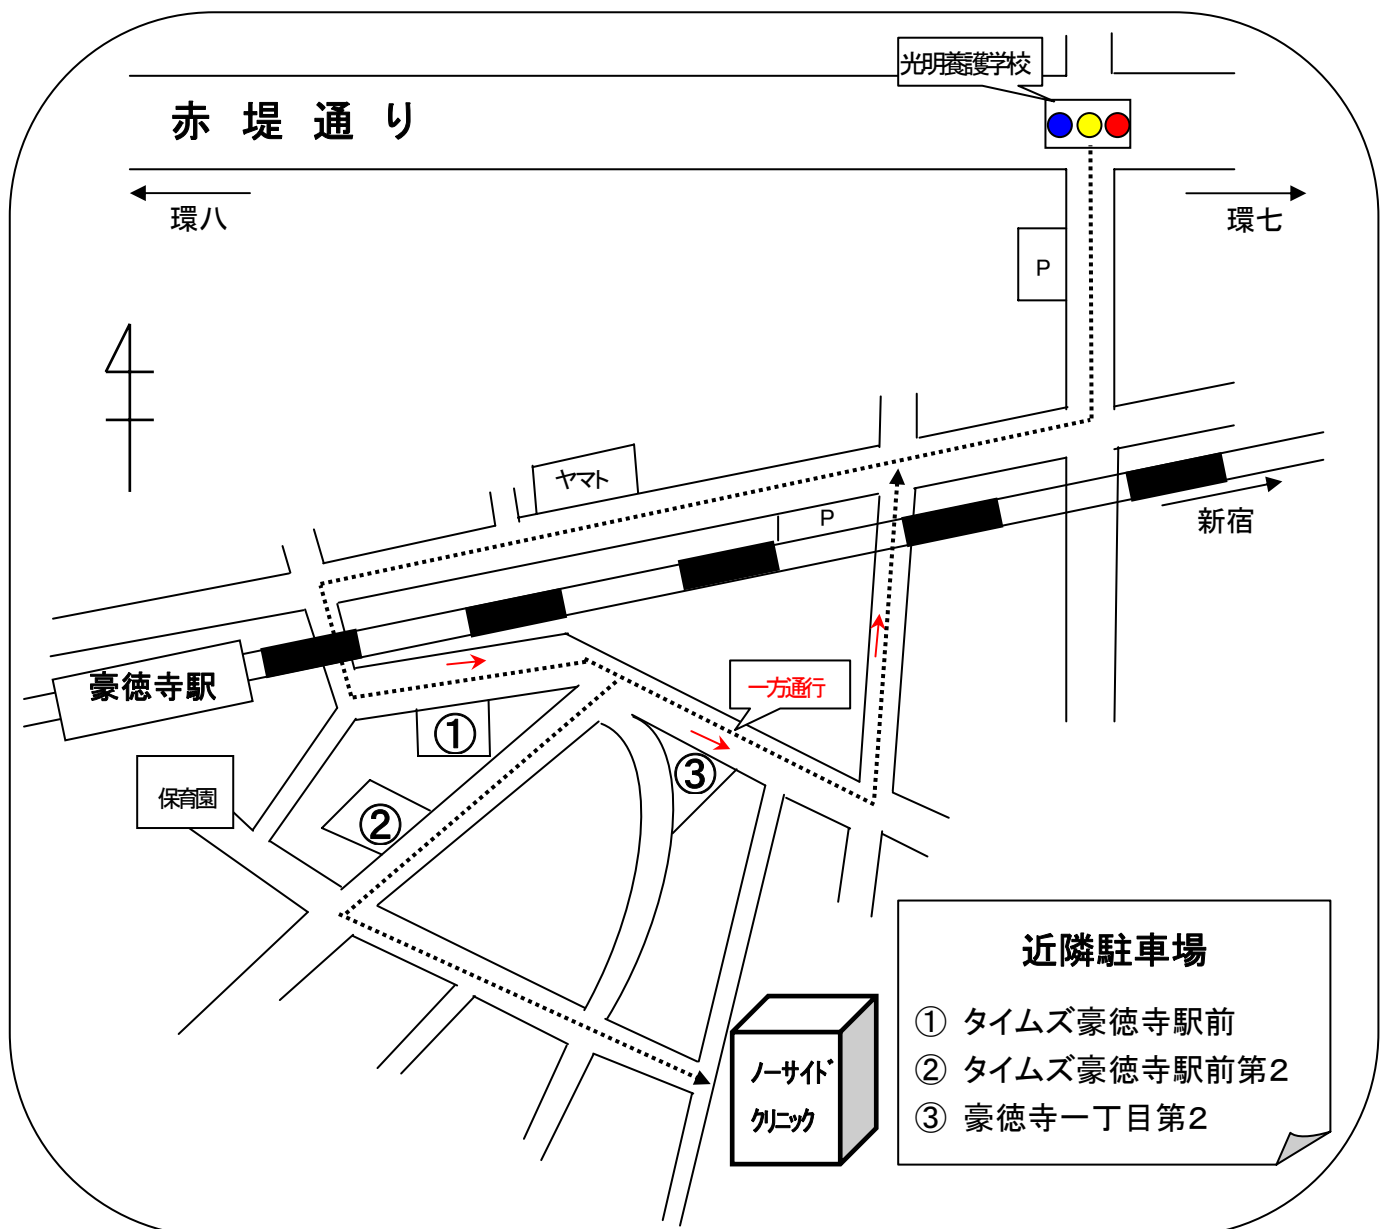 光明養護学校
赤堤通り
環八
環七
P
ヤマト
P
新宿
豪徳寺駅
一方通行
①
③
保育園
②
近隣駐車場
① タイムズ豪徳寺駅前
② タイムズ豪徳寺駅前第２
③ 豪徳寺一丁目第２
ノーサイド
クリニック